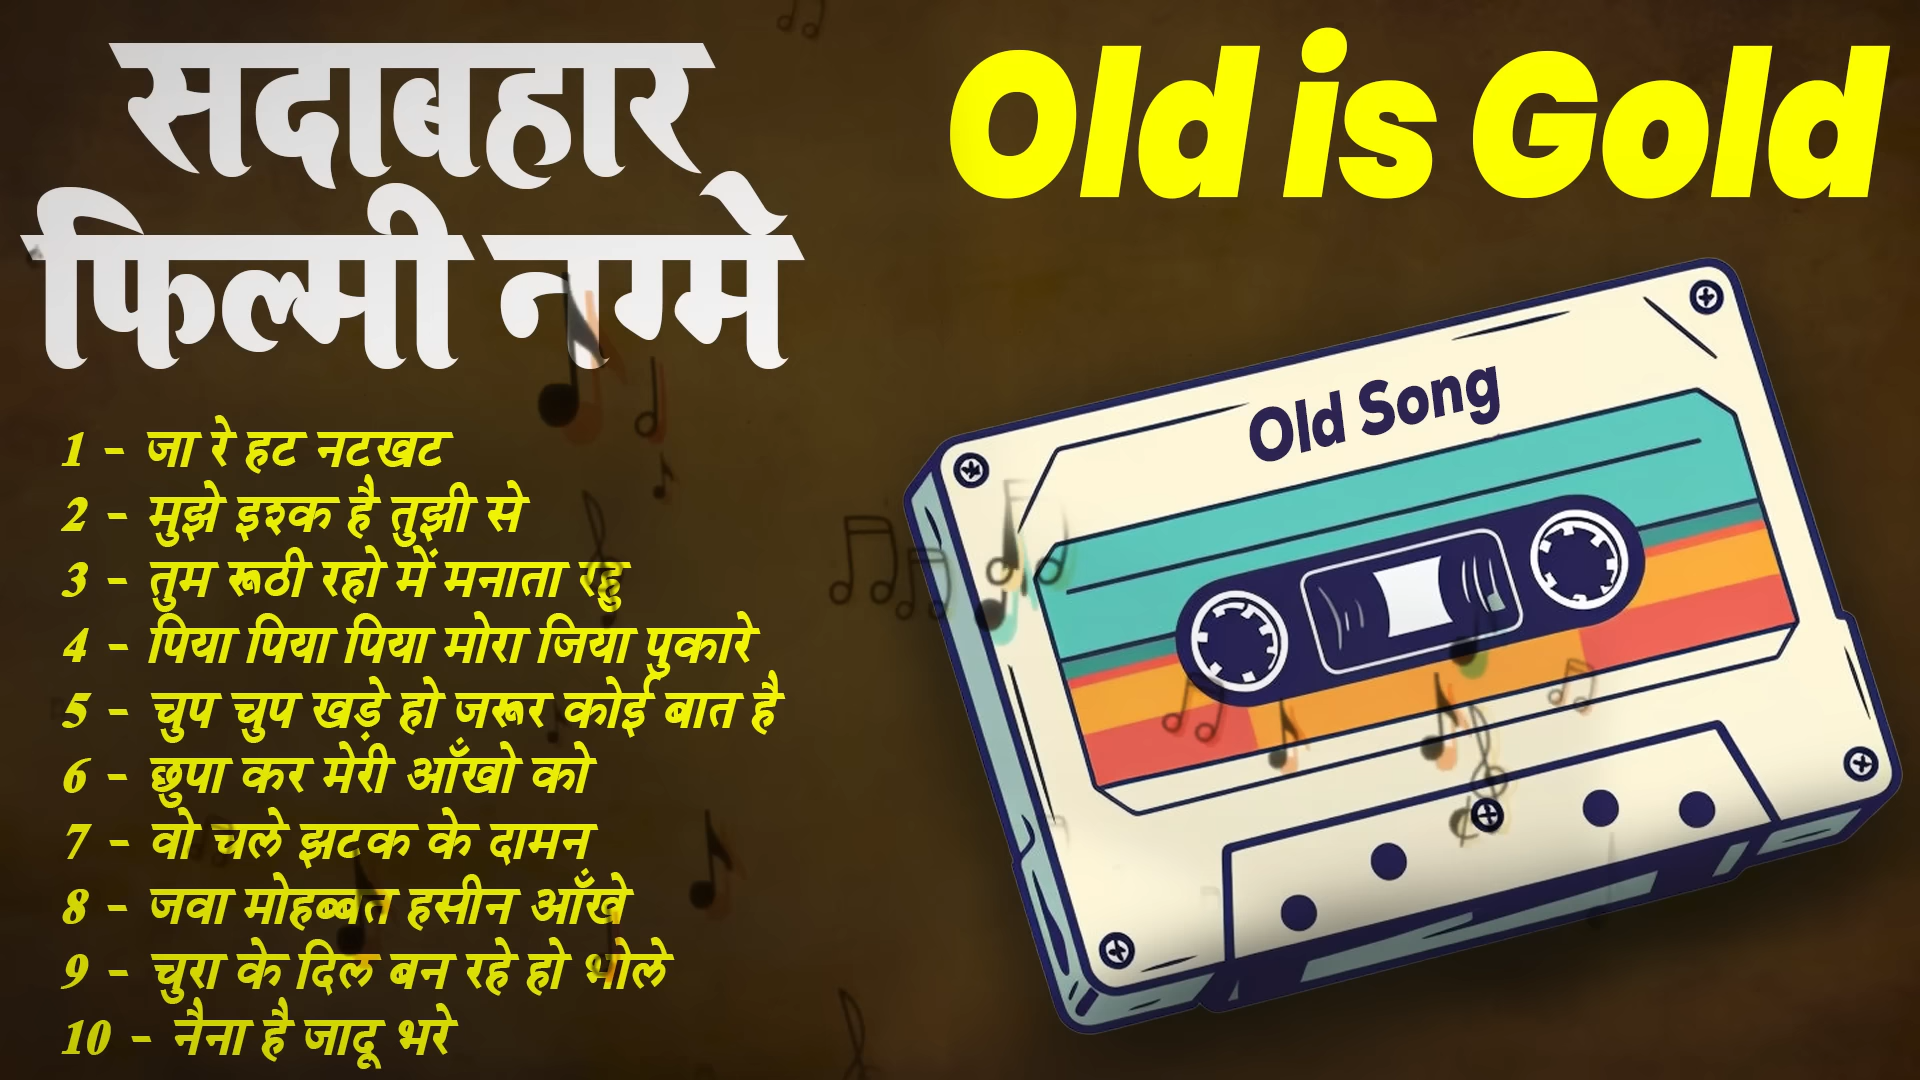 सदाबहार
फिल्मी नग्मे
Old is Gold
Old Song
1 - जा रे हट नटखट
2 - मुझे इश्क है तुझी से
3 - तुम रूठी रहो में मनाता रहु
4 - पिया पिया पिया मोरा जिया पुकारे
5 - चुप चुप खड़े हो जरूर कोई बात है
6 - छुपा कर मेरी आँखो को
7 - वो चले झटक के दामन
8 - जवा मोहब्बत हसीन आँखे
9 - चुरा के दिल बन रहे हो भोले
10 - नैना है जादू भरे